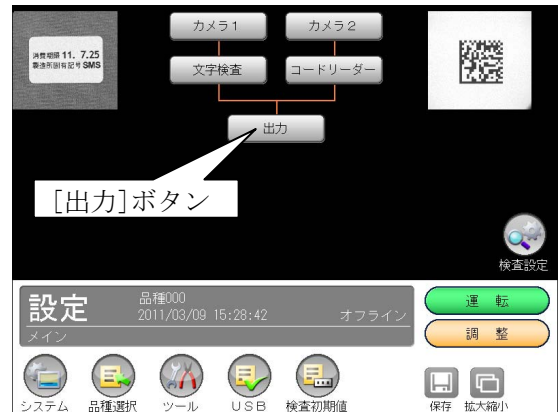 カメラ1
カメラ2
消費期限 11. 7.25
製造所固有記号 SMS
文字検査
コードリーダー
出力
[出力]ボタン
検査設定
設定
品種000
2011/03/09 15:28:42
オフライン
メイン
運 転
調 整
システム
品種選択
ツール
USB
検査初期値
保存
拡大縮小